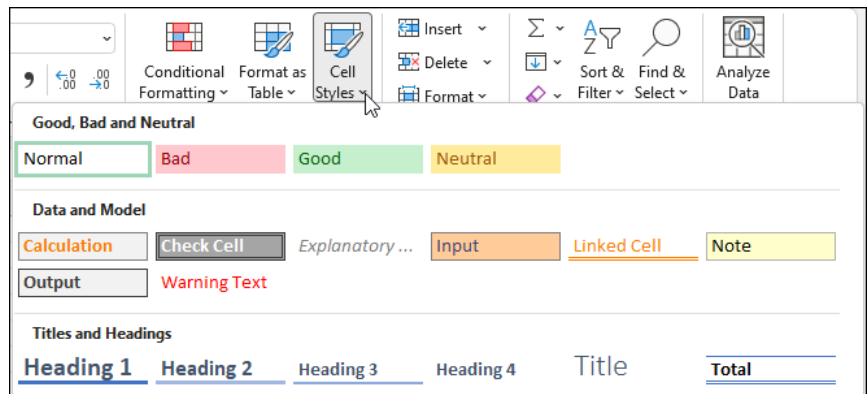 Insert
Delete
Format
Conditional Formatting
Format as Table
Cell Styles
Sort & Filter
Find & Select
Analyze Data
Good, Bad and Neutral
Normal Bad Good Neutral
Data and Model
Calculation Check Cell Explanatory ... Input Linked Cell Note
Output Warning Text
Titles and Headings
Heading 1 Heading 2 Heading 3 Heading 4 Title Total